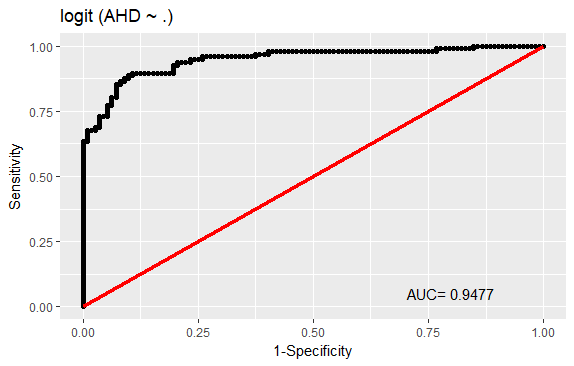 logit (AHD ~ .)
1.00
0.75
0.50
0.25
0.00
Sensitivity
AUC= 0.9477
0.00 0.25 0.50 0.75 1.00
1-Specificity